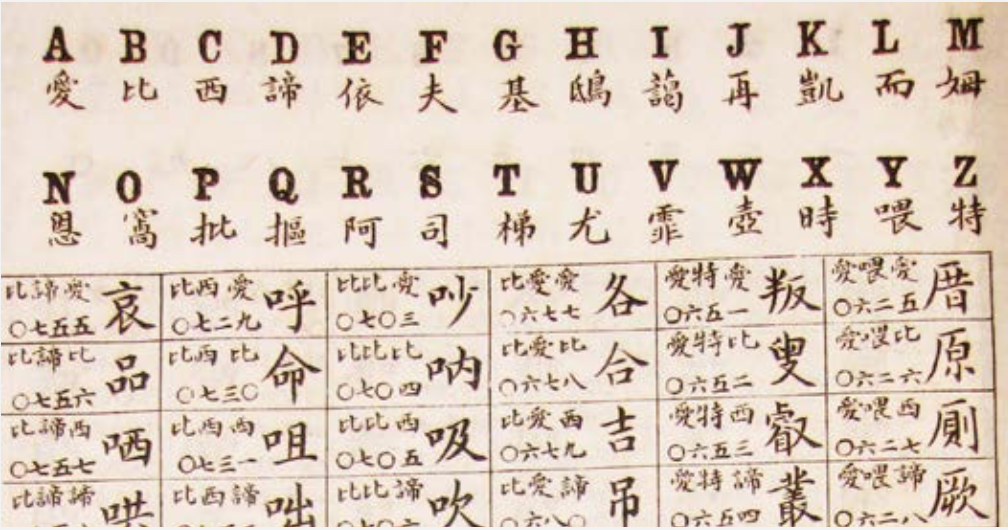 A B C D E F G H I J K L M
愛 比 西 諦 依 夫 基 鴟 藹 再 凱 而 姆
N O P Q R S T U V W X Y Z
恩 窩 批 摳 阿 司 梯 尤 霏 壺 時 喂 特
比諦愛 哀 比西愛 呼 比比愛 吵 比愛愛 各 愛特愛 叛 愛喂愛 厝
〇七五五 〇七二九 〇七〇三 〇六七七 〇六五一 〇六二五
比諦比 品 比西比 命 比比比 吶 比愛比 合 愛特比 叟 愛喂比 原
〇七五六 〇七三〇 〇七〇四 〇六七八 〇六五二 〇六二六
比諦西 哂 比西西 咀 比比西 吸 比愛西 吉 愛特西 叡 愛喂西 厠
〇七五七 〇七三一 〇七〇五 〇六七九 〇六五三 〇六二七
比諦諦 哄 比西諦 咄 比比諦 吹 比愛諦 吊 愛特諦 叢 愛喂諦 厥
〇六八〇 〇六五四 〇六二八